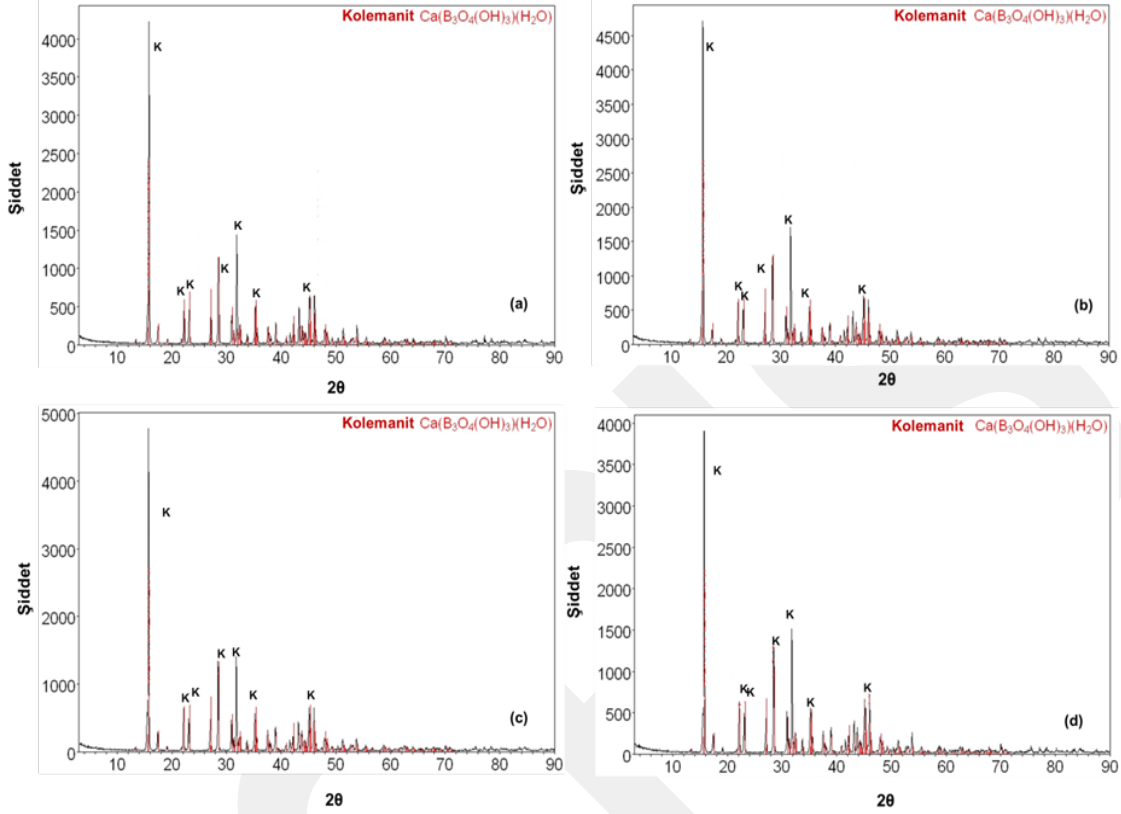 Kolemanit Ca(B₃O₄(OH)₃)(H₂O)
Şiddet
4000
3500
3000
2500
2000
1500
1000
500
0
K
K
K
K
K
K
K
(a)
10 20 30 40 50 60 70 80 90
2θ
Kolemanit Ca(B₃O₄(OH)₃)(H₂O)
Şiddet
4500
4000
3500
3000
2500
2000
1500
1000
500
0
K
K
K
K
K
K
K
(b)
10 20 30 40 50 60 70 80 90
2θ
Kolemanit Ca(B₃O₄(OH)₃)(H₂O)
Şiddet
5000
4000
3000
2000
1000
0
K
K
K
K
K
K
K
(c)
10 20 30 40 50 60 70 80 90
2θ
Kolemanit Ca(B₃O₄(OH)₃)(H₂O)
Şiddet
4000
3500
3000
2500
2000
1500
1000
500
0
K
K
K
K
K
K
K
(d)
10 20 30 40 50 60 70 80 90
2θ